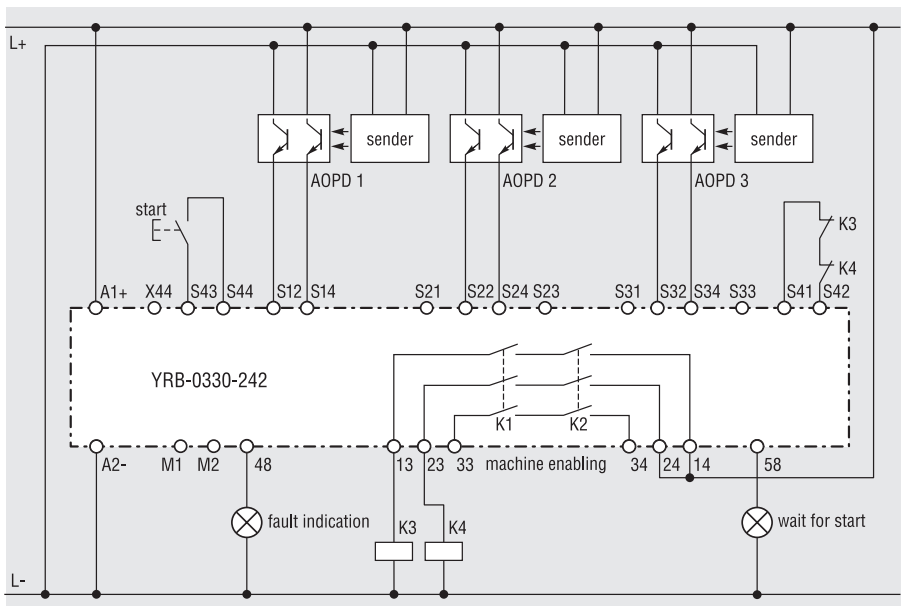 L+
sender
sender
sender
AOPD 1
AOPD 2
AOPD 3
start
K3
K4
A1+ X44 S43 S44 S12 S14 S21 S22 S24 S23 S31 S32 S34 S33 S41 S42
YRB-0330-242
K1 K2
A2- M1 M2 48 13 23 33 machine enabling 34 24 14 58
fault indication
K3
K4
wait for start
L-